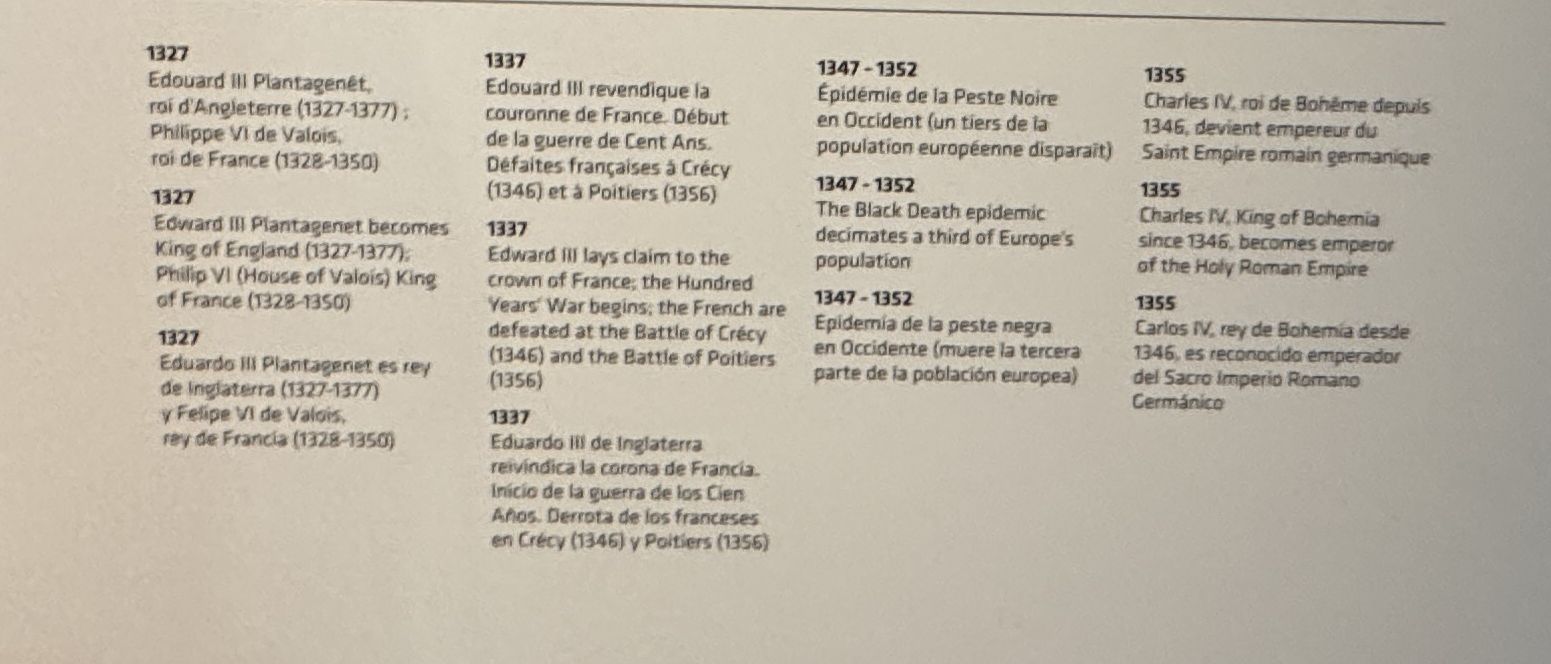 1327
Edouard III Plantagenêt,
roi d'Angleterre (1327-1377) ;
Philippe VI de Valois,
roi de France (1328-1350)
1327
Edward III Plantagenet becomes
King of England (1327-1377);
Philip VI (House of Valois) King
of France (1328-1350)
1327
Eduardo III Plantagenet es rey
de Inglaterra (1327-1377)
y Felipe VI de Valois,
rey de Francia (1328-1350)
1337
Edouard III revendique la
couronne de France. Début
de la guerre de Cent Ans.
Défaites françaises à Crécy
(1346) et à Poitiers (1356)
1337
Edward III lays claim to the
crown of France; the Hundred
Years' War begins; the French are
defeated at the Battle of Crécy
(1346) and the Battle of Poitiers
(1356)
1337
Eduardo III de Inglaterra
reivindica la corona de Francia.
Inicio de la guerra de los Cien
Años. Derrota de los franceses
en Crécy (1346) y Poitiers (1356)
1347 - 1352
Épidémie de la Peste Noire
en Occident (un tiers de la
population européenne disparaît)
1347 - 1352
The Black Death epidemic
decimates a third of Europe's
population
1347 - 1352
Epidemia de la peste negra
en Occidente (muere la tercera
parte de la población europea)
1355
Charles IV, roi de Bohême depuis
1346, devient empereur du
Saint Empire romain germanique
1355
Charles IV, King of Bohemia
since 1346, becomes emperor
of the Holy Roman Empire
1355
Carlos IV, rey de Bohemia desde
1346, es reconocido emperador
del Sacro Imperio Romano
Germánico